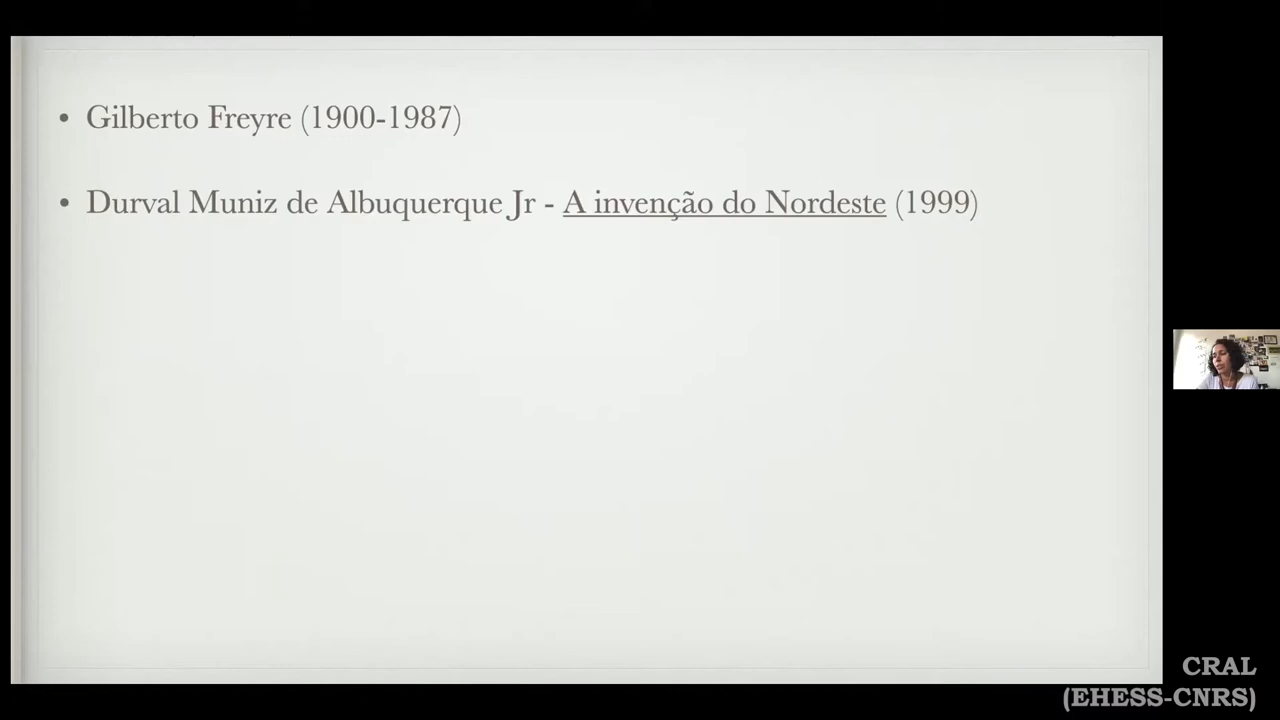 • Gilberto Freyre (1900-1987)
• Durval Muniz de Albuquerque Jr - A invenção do Nordeste (1999)
CRAL
(EHESS-CNRS)